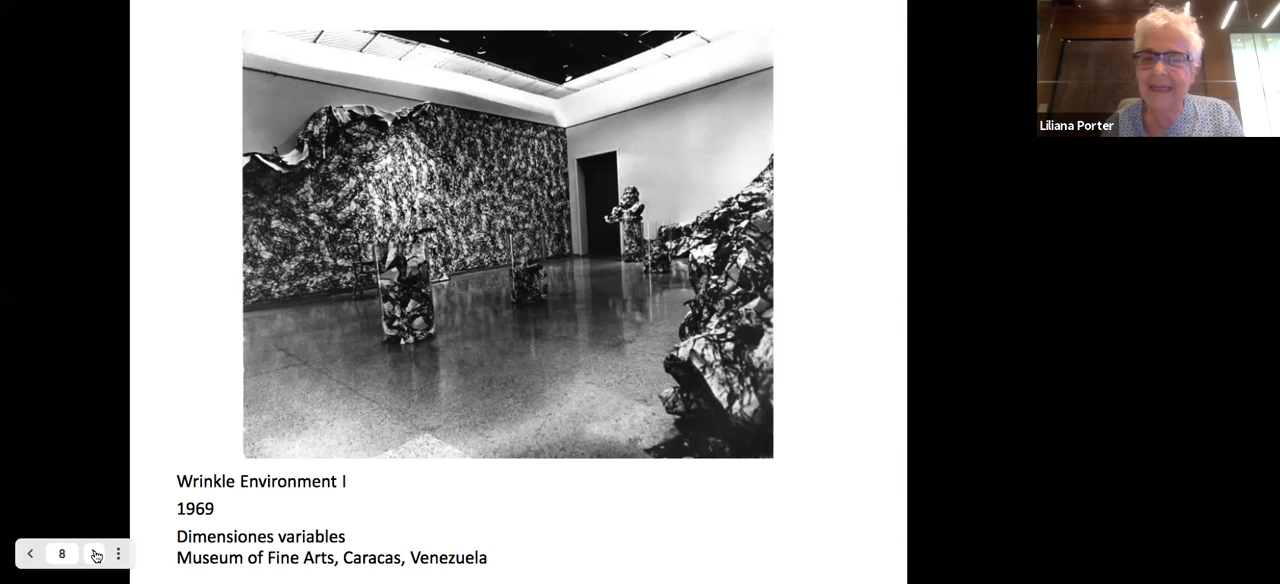 Liliana Porter
Wrinkle Environment I
1969
Dimensiones variables
Museum of Fine Arts, Caracas, Venezuela
8